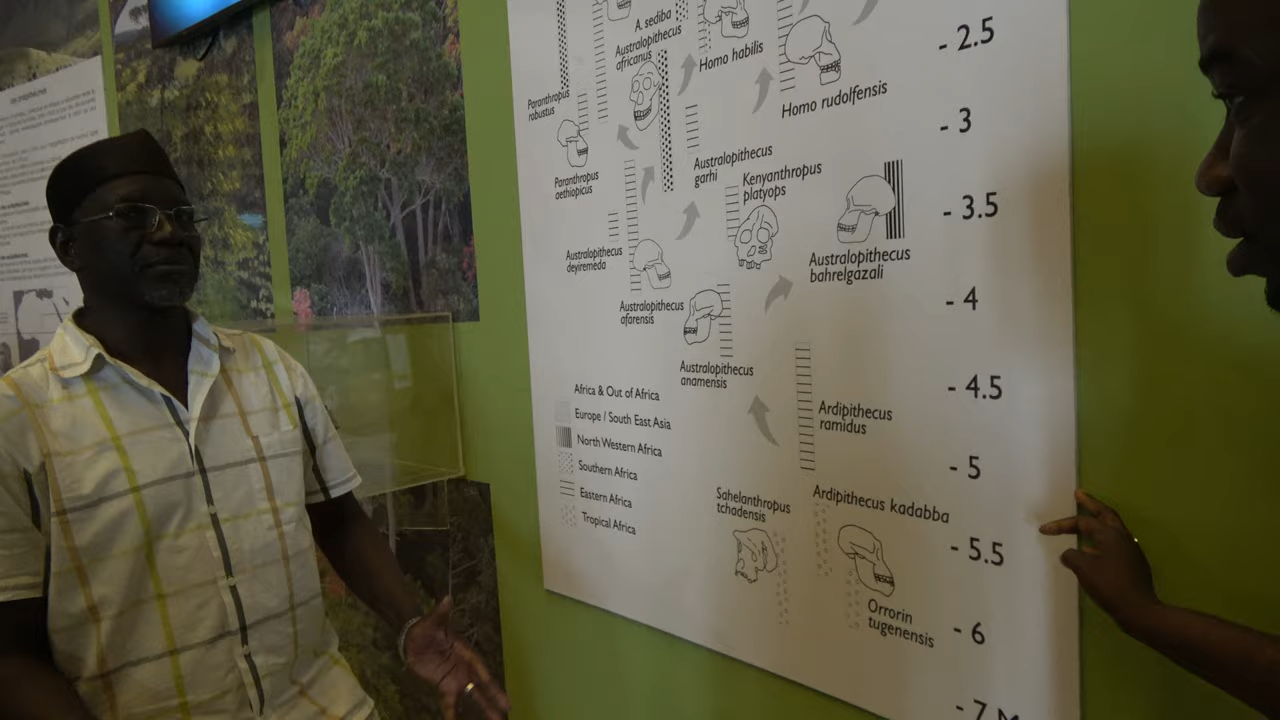 A. sediba
Australopithecus
africanus
Homo habilis
- 2.5
Paranthropus
robustus
Homo rudolfensis
- 3
Australopithecus
garhi
Kenyanthropus
platyops
Paranthropus
aethiopicus
- 3.5
Australopithecus
deyiremeda
Australopithecus
bahrelgazali
Australopithecus
afarensis
- 4
Australopithecus
anamensis
- 4.5
Africa & Out of Africa
Europe / South East Asia
North Western Africa
Southern Africa
Eastern Africa
Tropical Africa
Ardipithecus
ramidus
- 5
Sahelanthropus
tchadensis
Ardipithecus kadabba
- 5.5
Orrorin
tugenensis
- 6
- 7 M